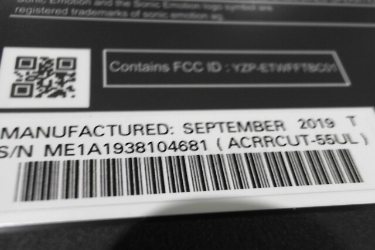 Sonic Emotion and the Sonic Emotion logo symbol are
registered trademarks of sonic emotion ag.
Contains FCC ID : YZP-ETWFFTBC01
MANUFACTURED: SEPTEMBER 2019 T
S/N ME1A1938104681 ( ACRRCUT-55UL )